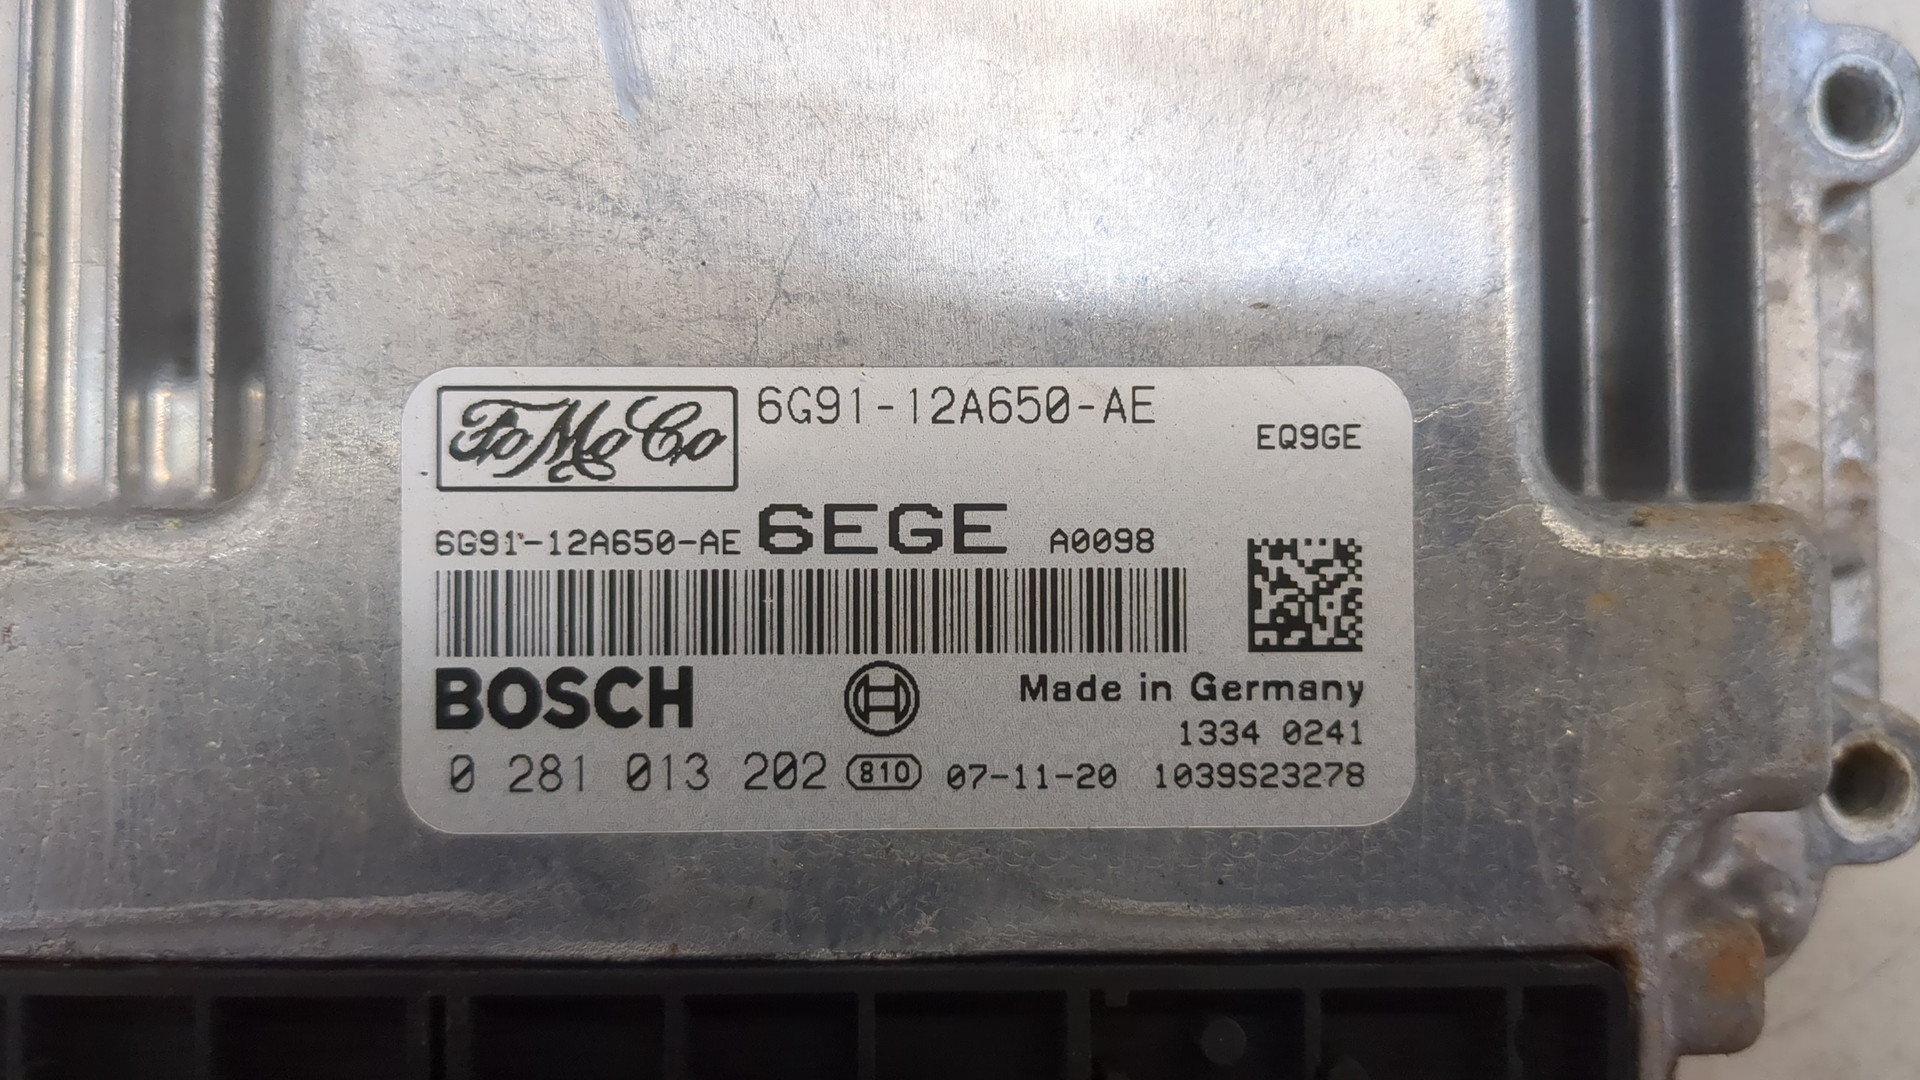 FoMoCo 6G91-12A650-AE
EQ9GE
6G91-12A650-AE 6EGE A0098
BOSCH Made in Germany
1334 0241
0 281 013 202 810 07-11-20 1039S23278